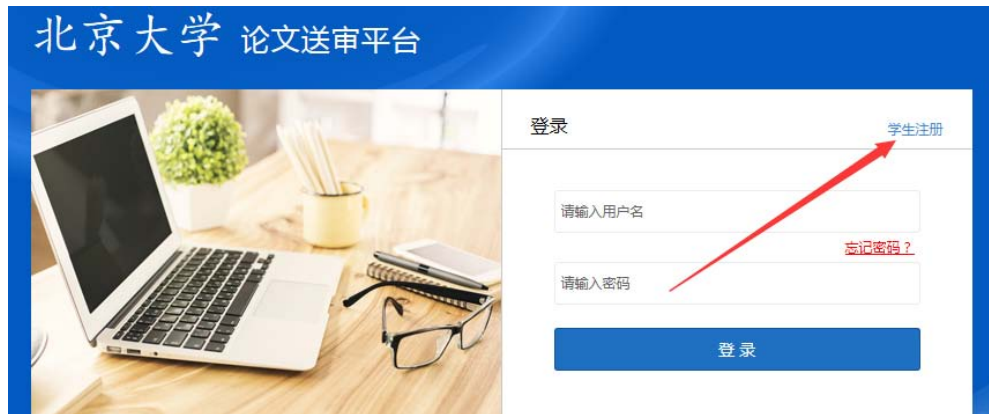 北京大学 论文送审平台
登录
学生注册
请输入用户名
忘记密码？
请输入密码
登 录